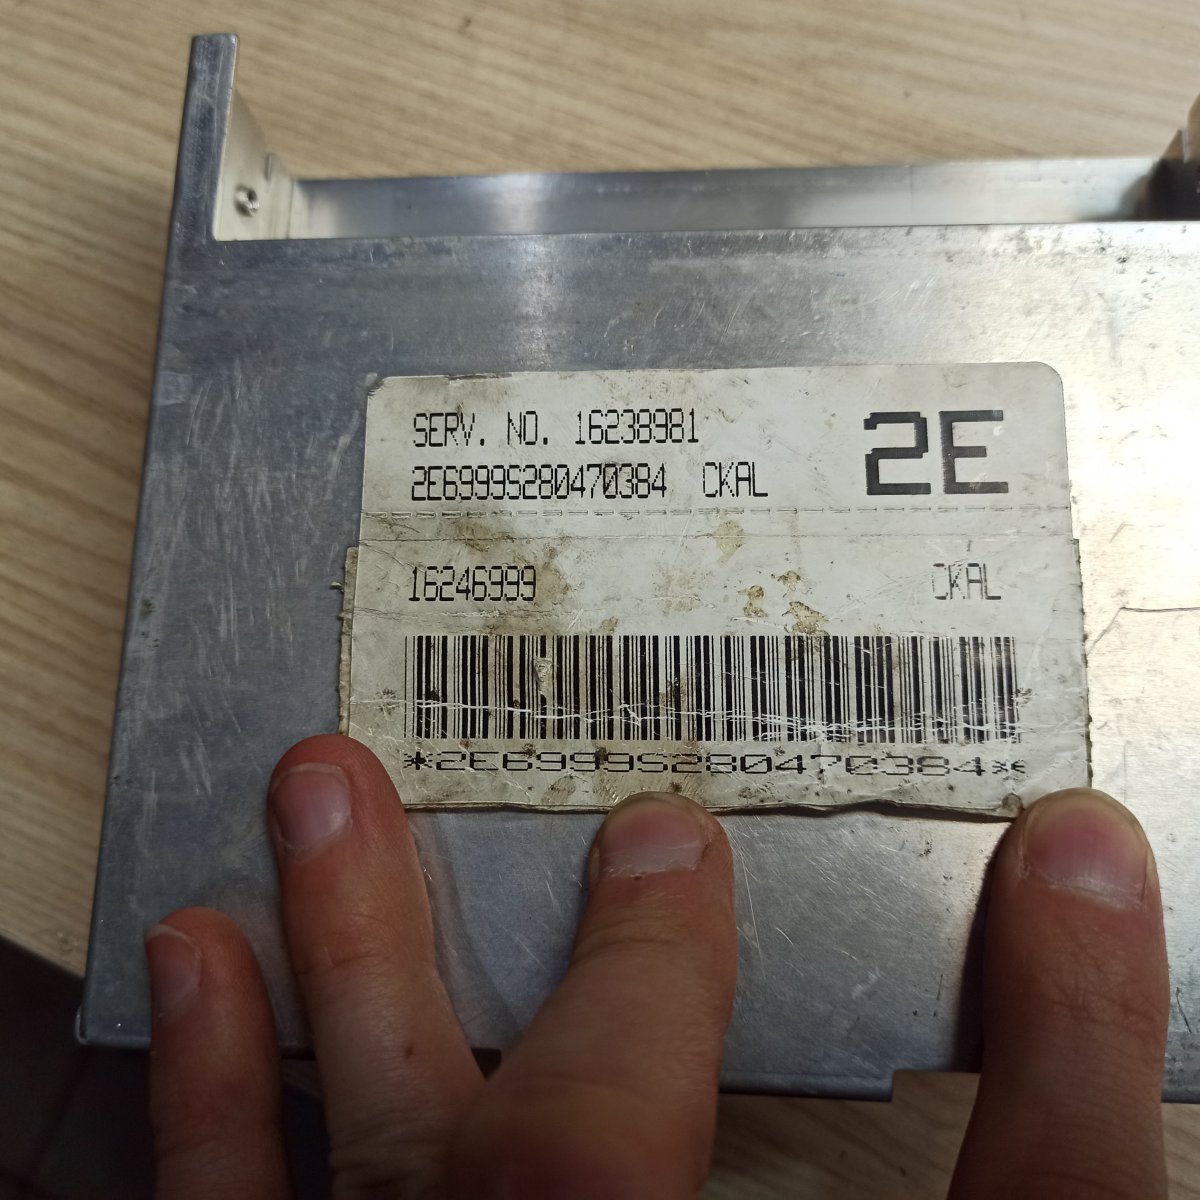 SERV. NO. 16238981
2E
2E6999S280470384 CKAL
16246999 CKAL
*2E6999S280470384*